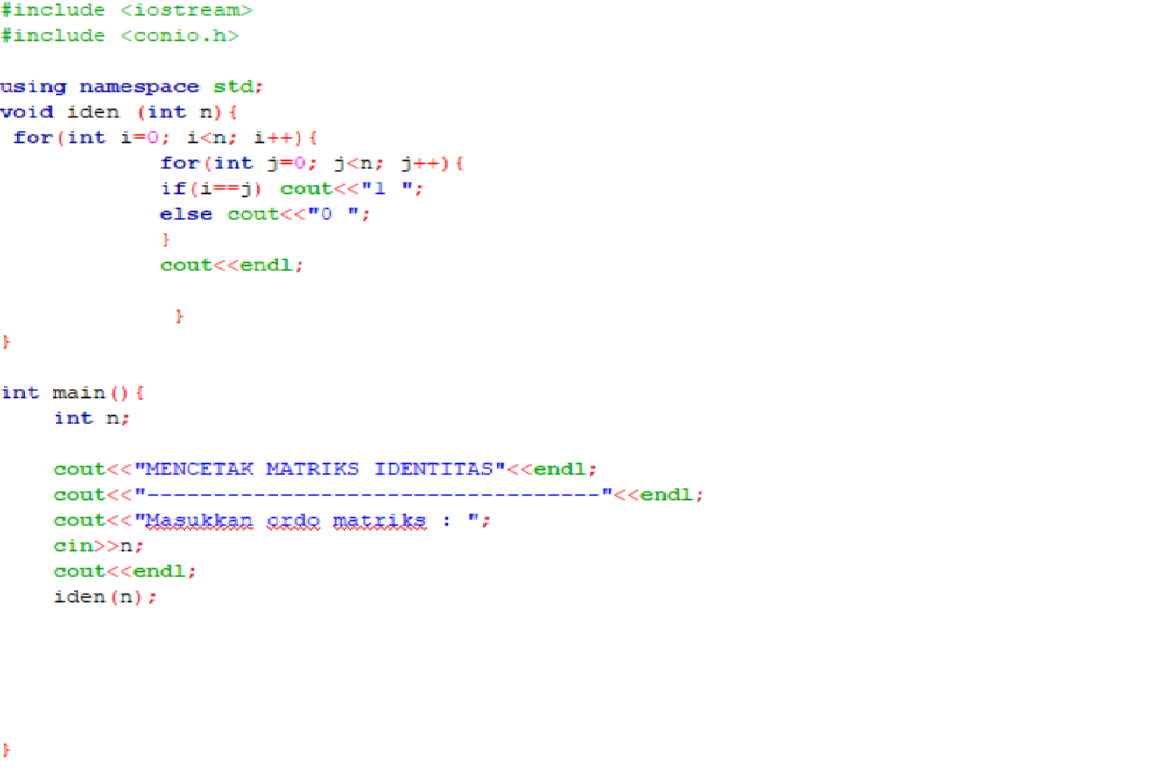 #include <iostream>
#include <conio.h>
using namespace std;
void iden (int n){
for(int i=0; i<n; i++){
for(int j=0; j<n; j++){
if(i==j) cout<<"1 ";
else cout<<"0 ";
}
cout<<endl;
}
}
int main(){
int n;
cout<<"MENCETAK MATRIKS IDENTITAS"<<endl;
cout<<"----------------------------------"<<endl;
cout<<"Masukkan ordo matriks : ";
cin>>n;
cout<<endl;
iden(n);
}